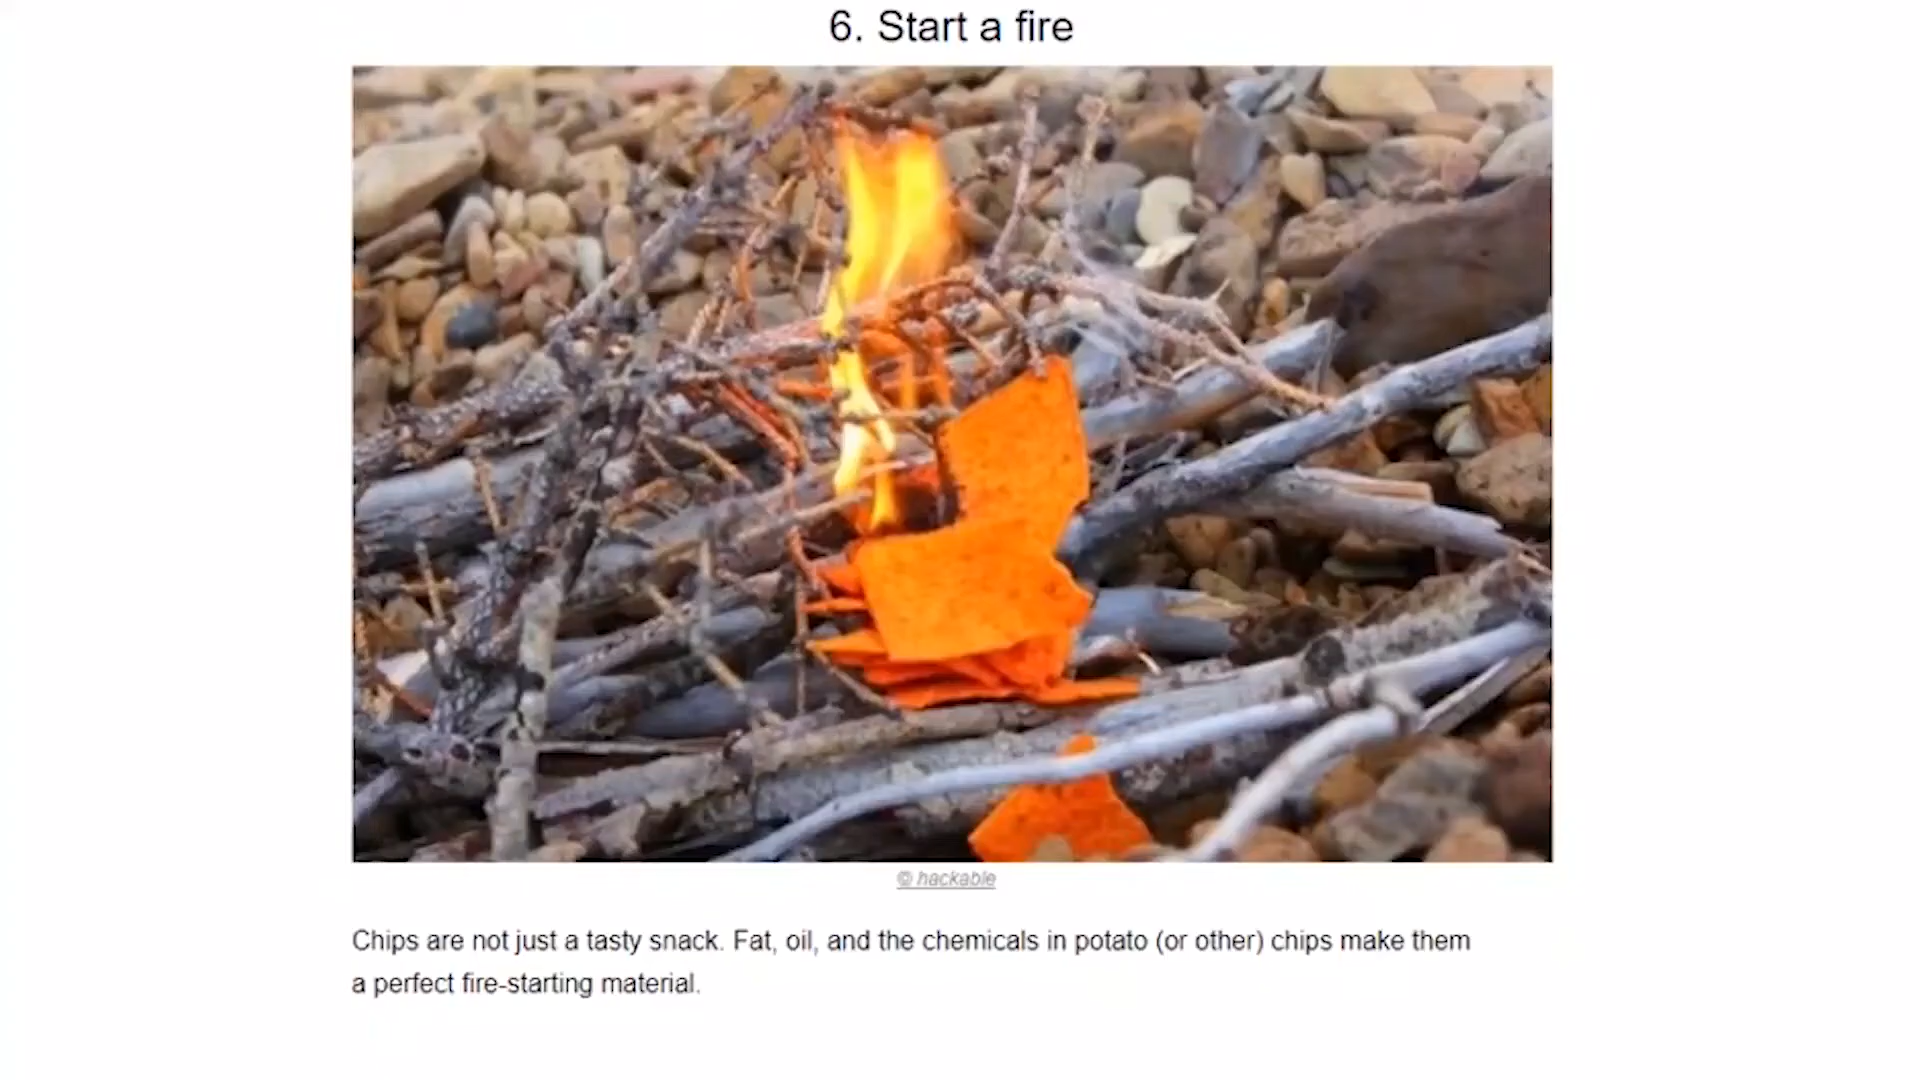 6. Start a fire
© hackable
Chips are not just a tasty snack. Fat, oil, and the chemicals in potato (or other) chips make them
a perfect fire-starting material.